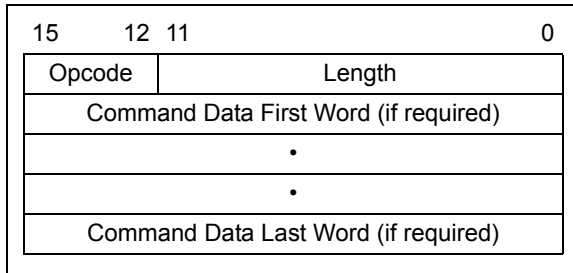 15 12 11 0
Opcode Length
Command Data First Word (if required)
•
•
Command Data Last Word (if required)